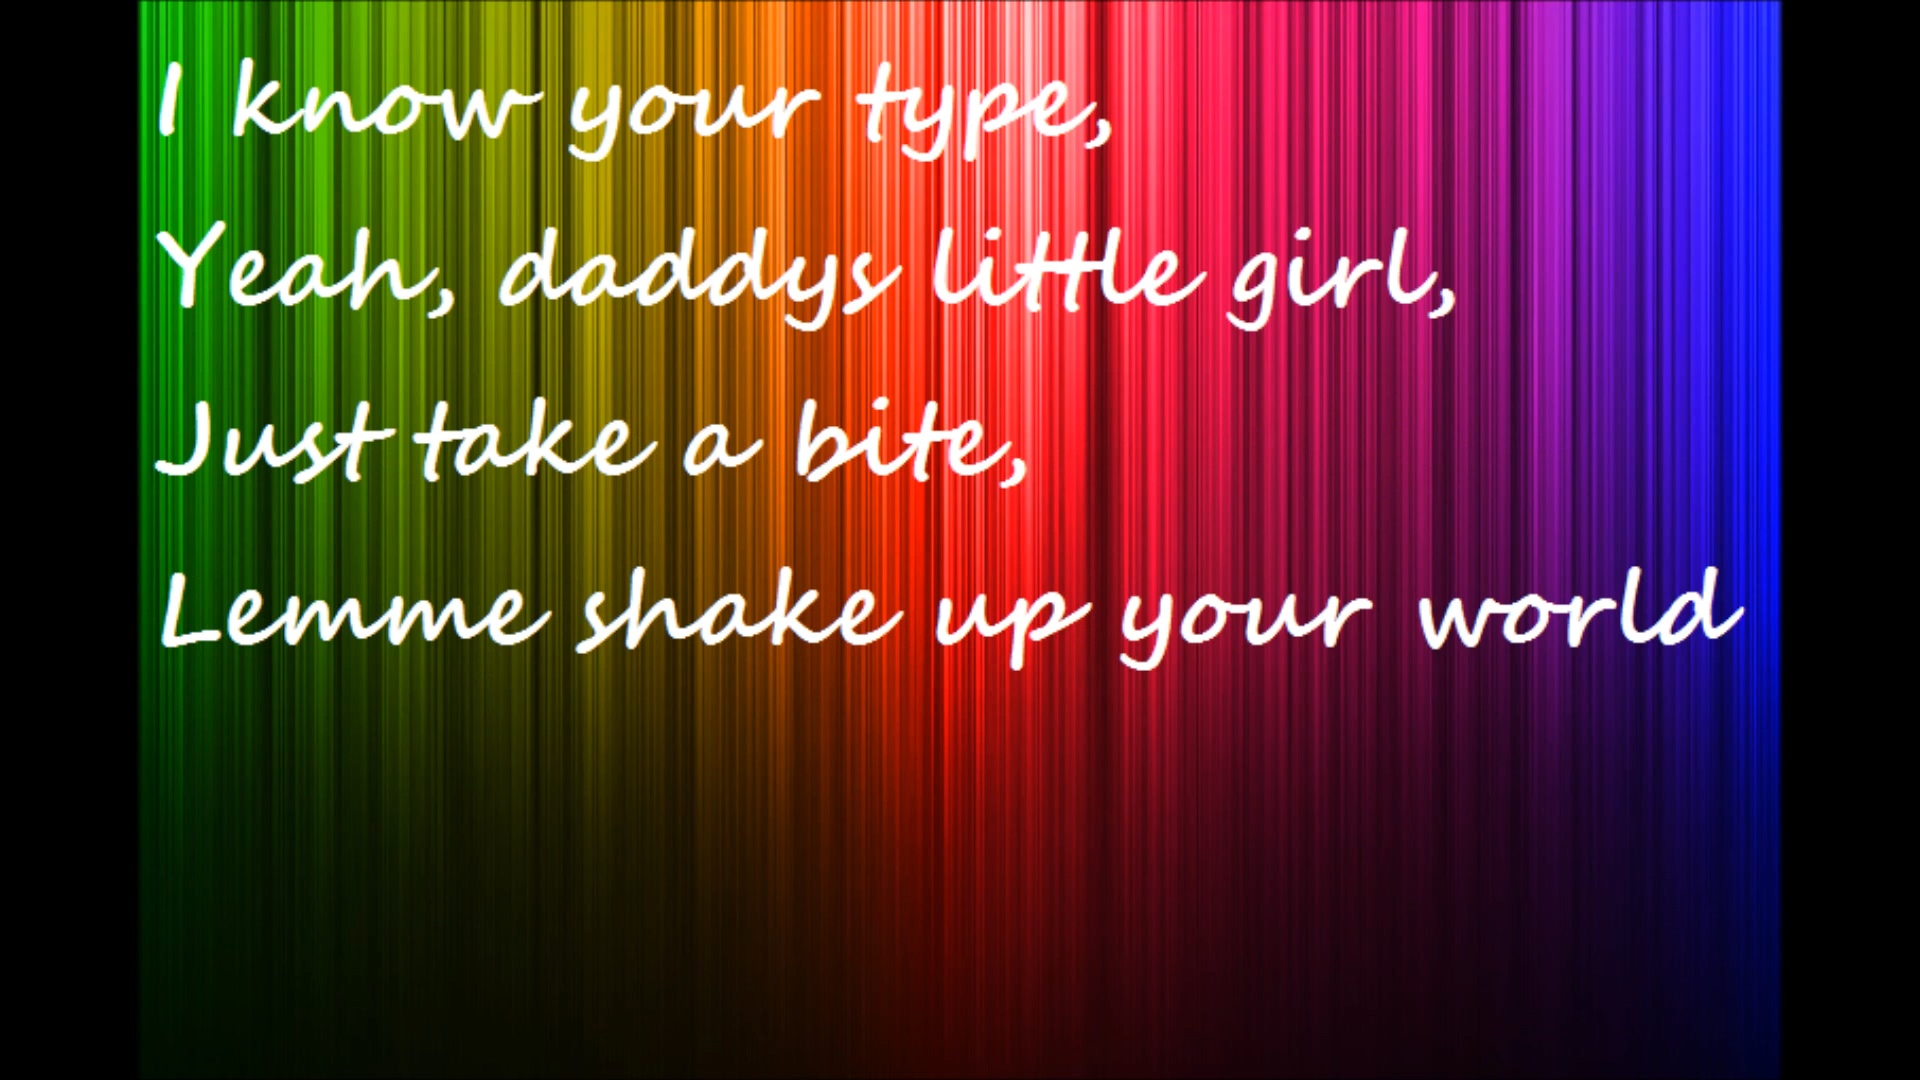 I know your type,
Yeah, daddys little girl,
Just take a bite,
Lemme shake up your world